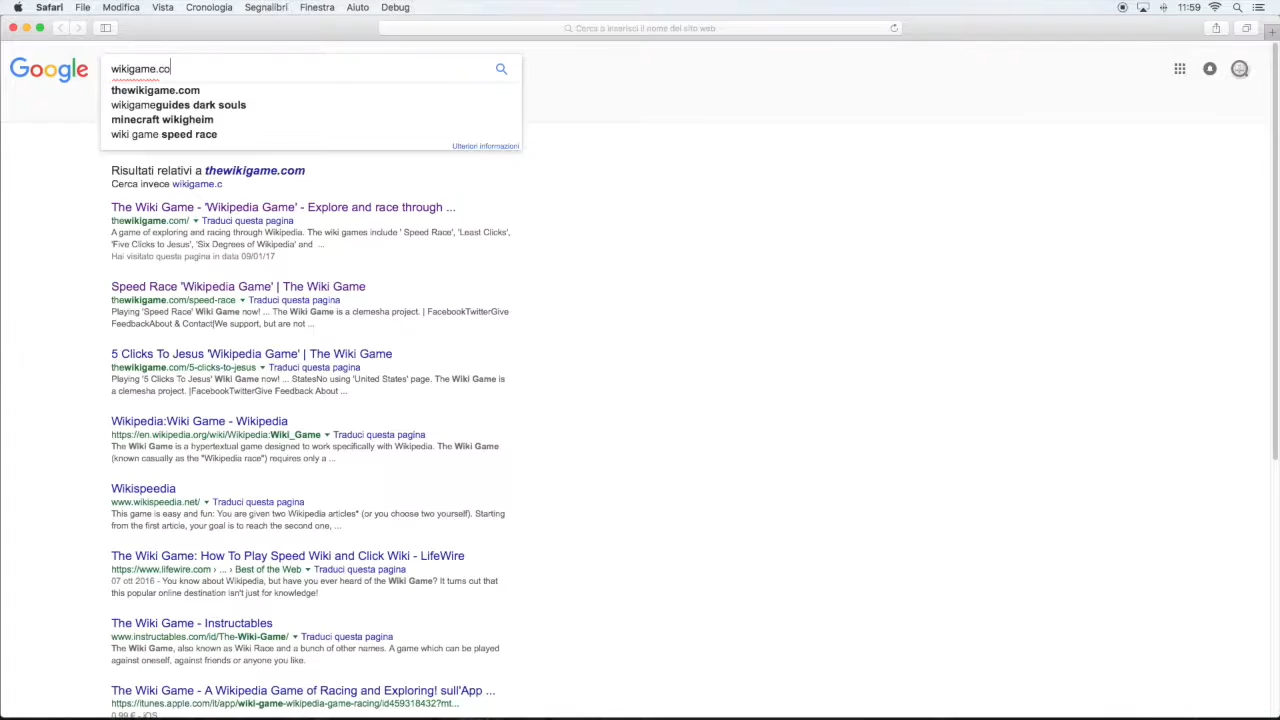 Safari File Modifica Vista Cronologia Segnalibri Finestra Aiuto Debug 11:59
Cerca a inserisci il nome del sito web
Google wikigame.co
thewikigame.com
wikigameguides dark souls
minecraft wikigheim
wiki game speed race
Ulteriori informazioni
Risultati relativi a thewikigame.com
Cerca invece wikigame.c
The Wiki Game - 'Wikipedia Game' - Explore and race through ...
thewikigame.com/ Traduci questa pagina
A game of exploring and racing through Wikipedia. The wiki games include ' Speed Race', 'Least Clicks',
'Five Clicks to Jesus', 'Six Degrees of Wikipedia' and ...
Hai visitato questa pagina in data 09/01/17
Speed Race 'Wikipedia Game' | The Wiki Game
thewikigame.com/speed-race Traduci questa pagina
Playing 'Speed Race' Wiki Game now! ... The Wiki Game is a clemesha project. | FacebookTwitterGive
FeedbackAbout & Contact|We support, but are not ...
5 Clicks To Jesus 'Wikipedia Game' | The Wiki Game
thewikigame.com/5-clicks-to-jesus Traduci questa pagina
Playing '5 Clicks To Jesus' Wiki Game now! ... StatesNo using 'United States' page. The Wiki Game is
a clemesha project. |FacebookTwitterGive Feedback About ...
Wikipedia:Wiki Game - Wikipedia
https://en.wikipedia.org/wiki/Wikipedia:Wiki_Game Traduci questa pagina
The Wiki Game is a hypertextual game designed to work specifically with Wikipedia. The Wiki Game
(known casually as the "Wikipedia race") requires only a ...
Wikispeedia
www.wikispeedia.net/ Traduci questa pagina
This game is easy and fun: You are given two Wikipedia articles* (or you choose two yourself). Starting
from the first article, your goal is to reach the second one, ...
The Wiki Game: How To Play Speed Wiki and Click Wiki - LifeWire
https://www.lifewire.com › ... › Best of the Web Traduci questa pagina
07 ott 2016 - You know about Wikipedia, but have you ever heard of the Wiki Game? It turns out that
this popular online destination isn't just for knowledge!
The Wiki Game - Instructables
www.instructables.com/id/The-Wiki-Game/ Traduci questa pagina
The Wiki Game, also known as Wiki Race and a bunch of other names. A game which can be played
against oneself, against friends or anyone you like.
The Wiki Game - A Wikipedia Game of Racing and Exploring! sull'App ...
https://itunes.apple.com/it/app/wiki-game-wikipedia-game-racing/id459318432?mt...
0,99 € - iOS